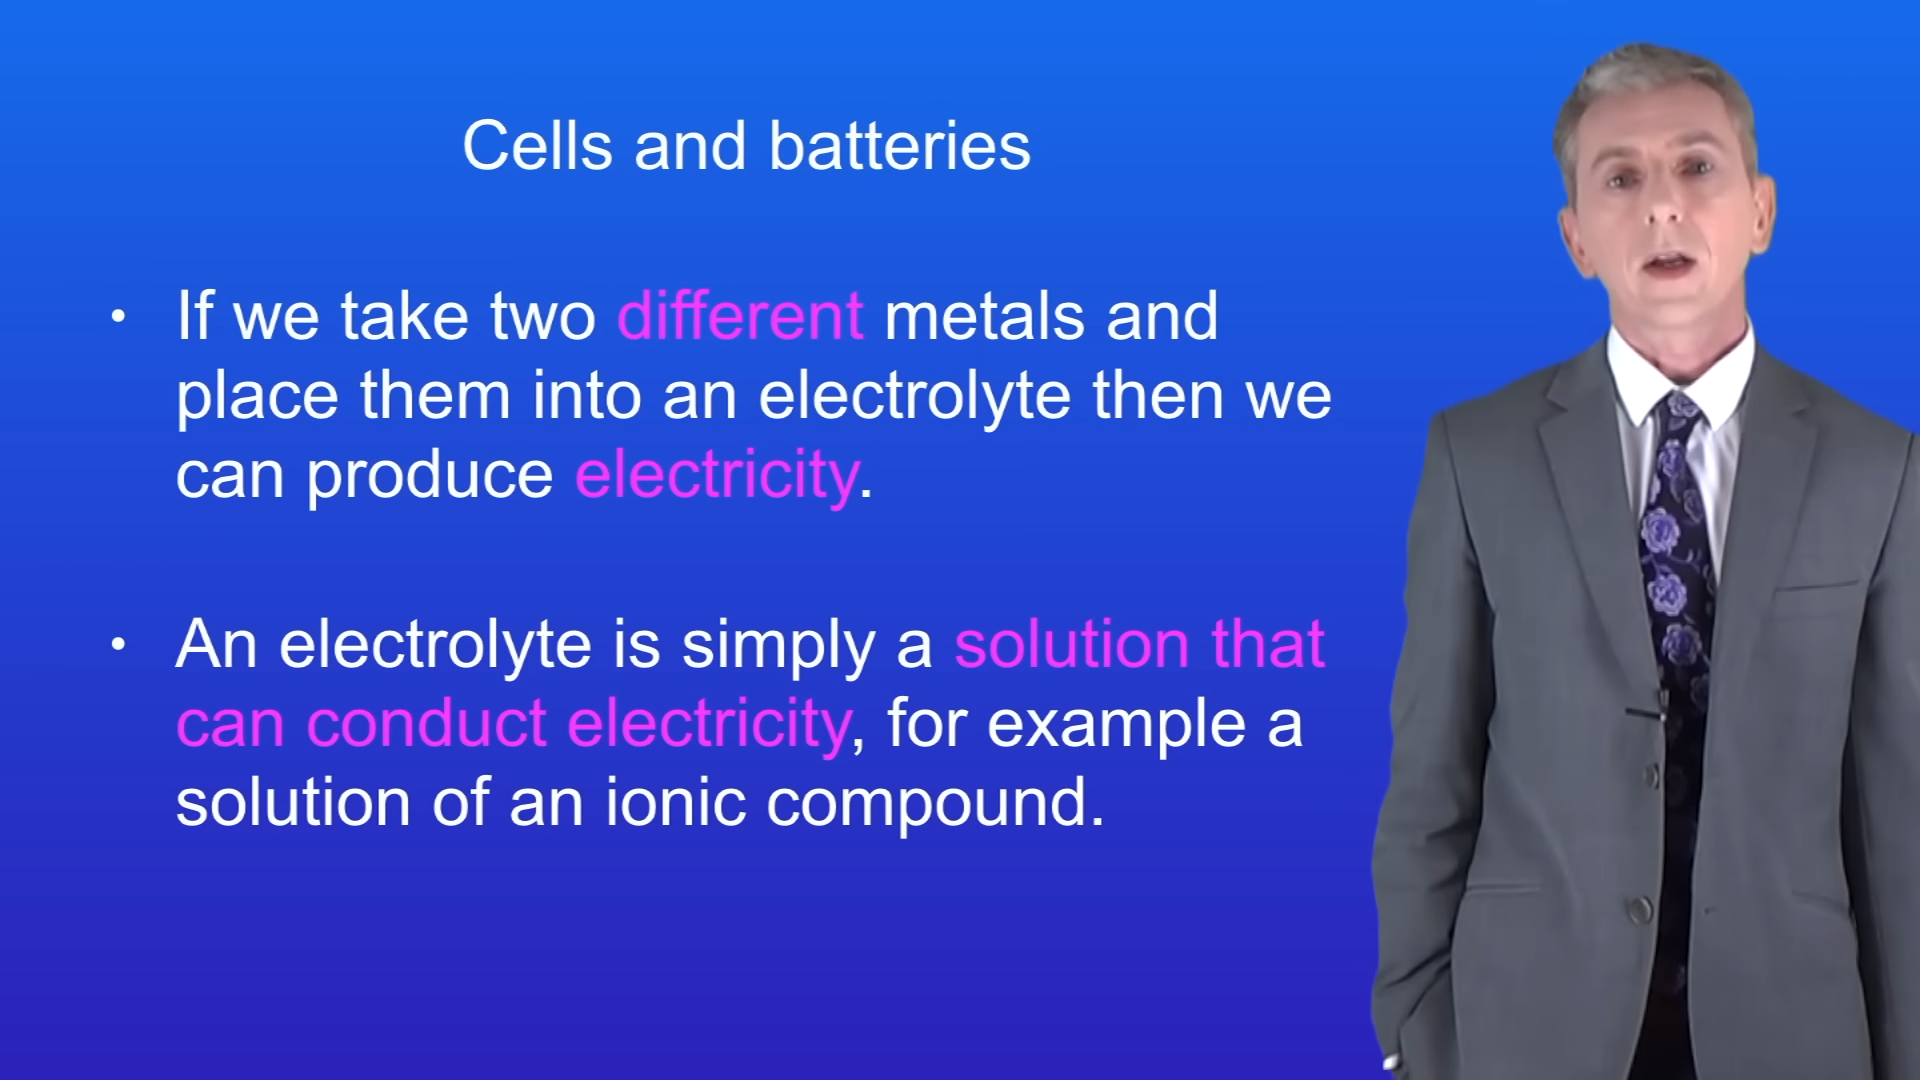 Cells and batteries
• If we take two different metals and
place them into an electrolyte then we
can produce electricity.
• An electrolyte is simply a solution that
can conduct electricity, for example a
solution of an ionic compound.